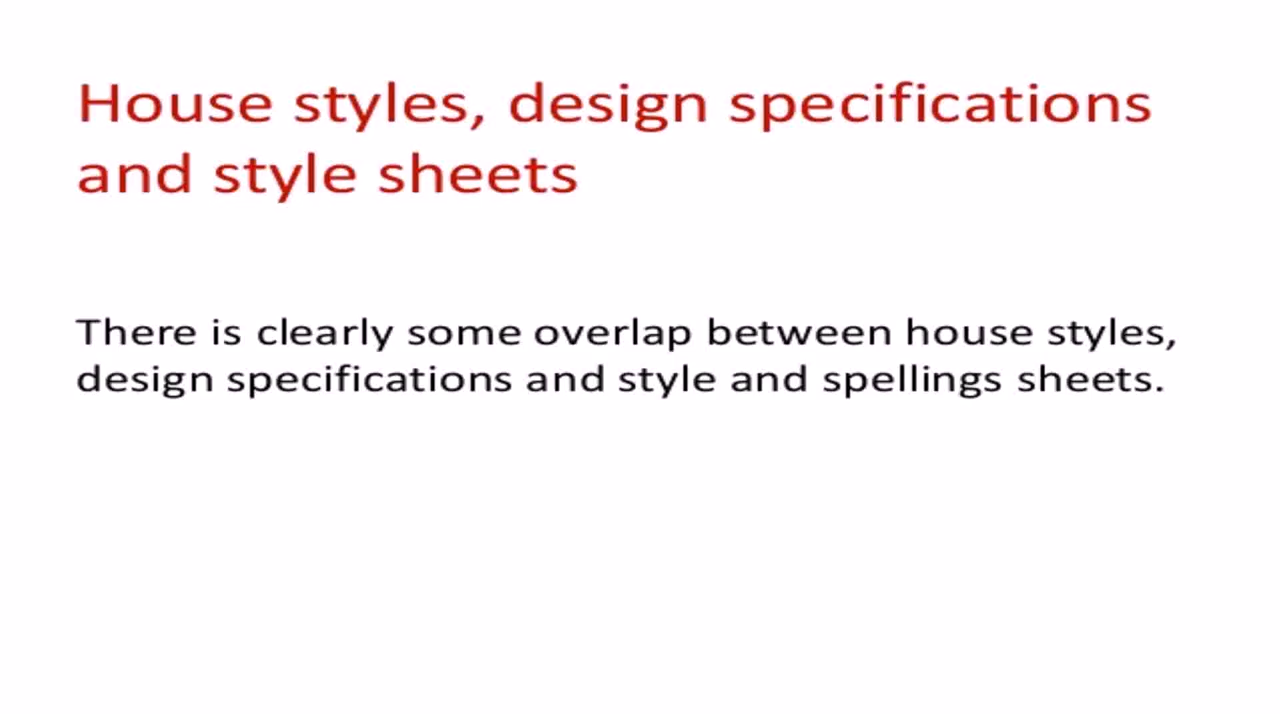 House styles, design specifications
and style sheets
There is clearly some overlap between house styles,
design specifications and style and spellings sheets.